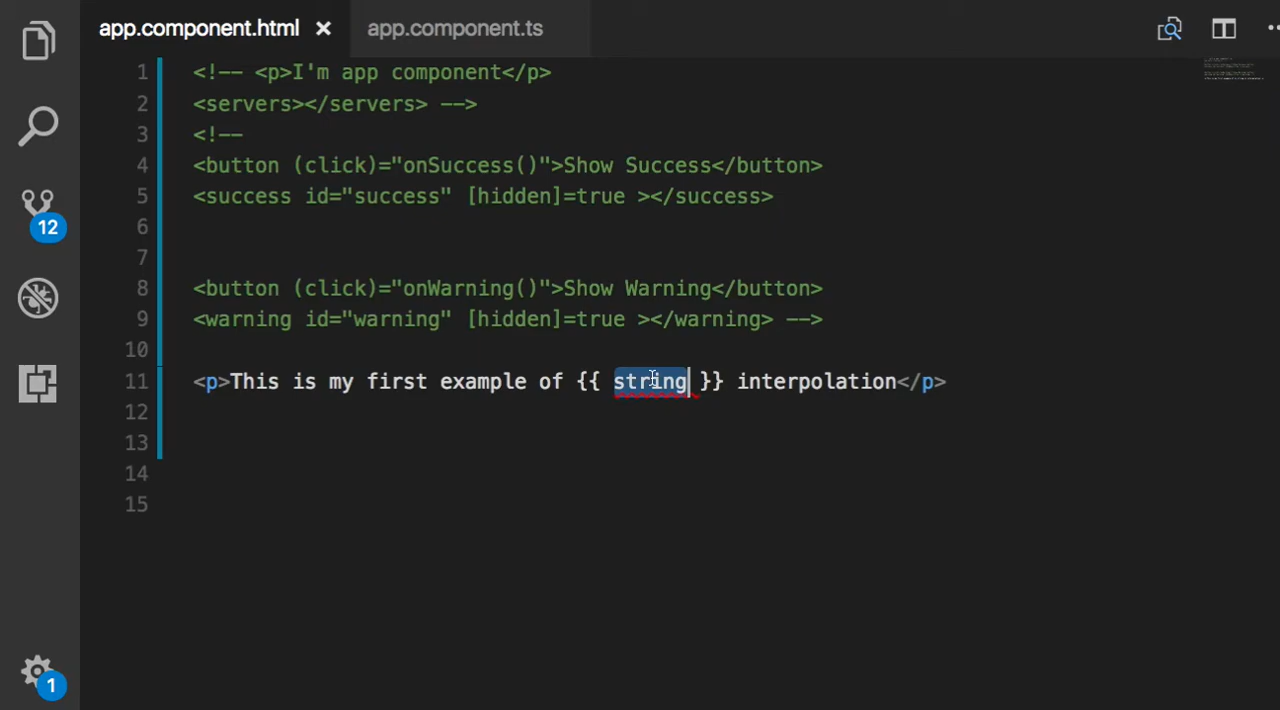 app.component.html
app.component.ts
1 <!-- <p>I'm app component</p>
2 <servers></servers> -->
3 <!--
4 <button (click)="onSuccess()">Show Success</button>
5 <success id="success" [hidden]=true ></success>
6
7
8 <button (click)="onWarning()">Show Warning</button>
9 <warning id="warning" [hidden]=true ></warning> -->
10
11 <p>This is my first example of {{ string }} interpolation</p>
12
13
14
15
12
1